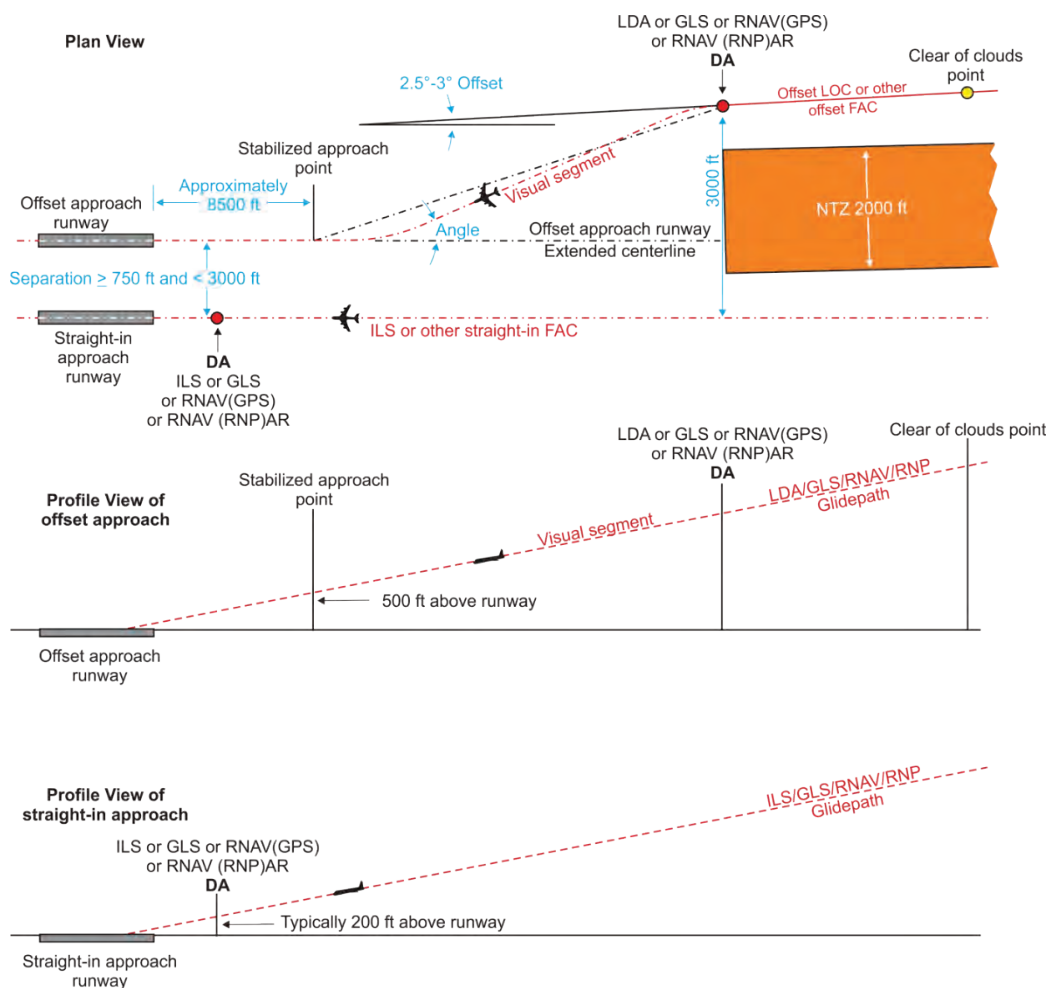 Plan View
LDA or GLS or RNAV(GPS)
or RNAV (RNP)AR
DA
Clear of clouds
point
2.5°-3° Offset
Offset LOC or other
offset FAC
Stabilized approach
point
Approximately
8500 ft
Offset approach
runway
Visual segment
3000 ft
NTZ 2000 ft
Angle
Offset approach runway
Extended centerline
Separation ≥ 750 ft and < 3000 ft
ILS or other straight-in FAC
Straight-in
approach
runway
DA
ILS or GLS
or RNAV(GPS)
or RNAV (RNP)AR
LDA or GLS or RNAV(GPS)
or RNAV (RNP)AR
DA
Clear of clouds point
Stabilized approach
point
Profile View of
offset approach
LDA/GLS/RNAV/RNP
Glidepath
Visual segment
500 ft above runway
Offset approach
runway
Profile View of
straight-in approach
ILS/GLS/RNAV/RNP
Glidepath
ILS or GLS or RNAV(GPS)
or RNAV (RNP)AR
DA
Typically 200 ft above runway
Straight-in approach
runway